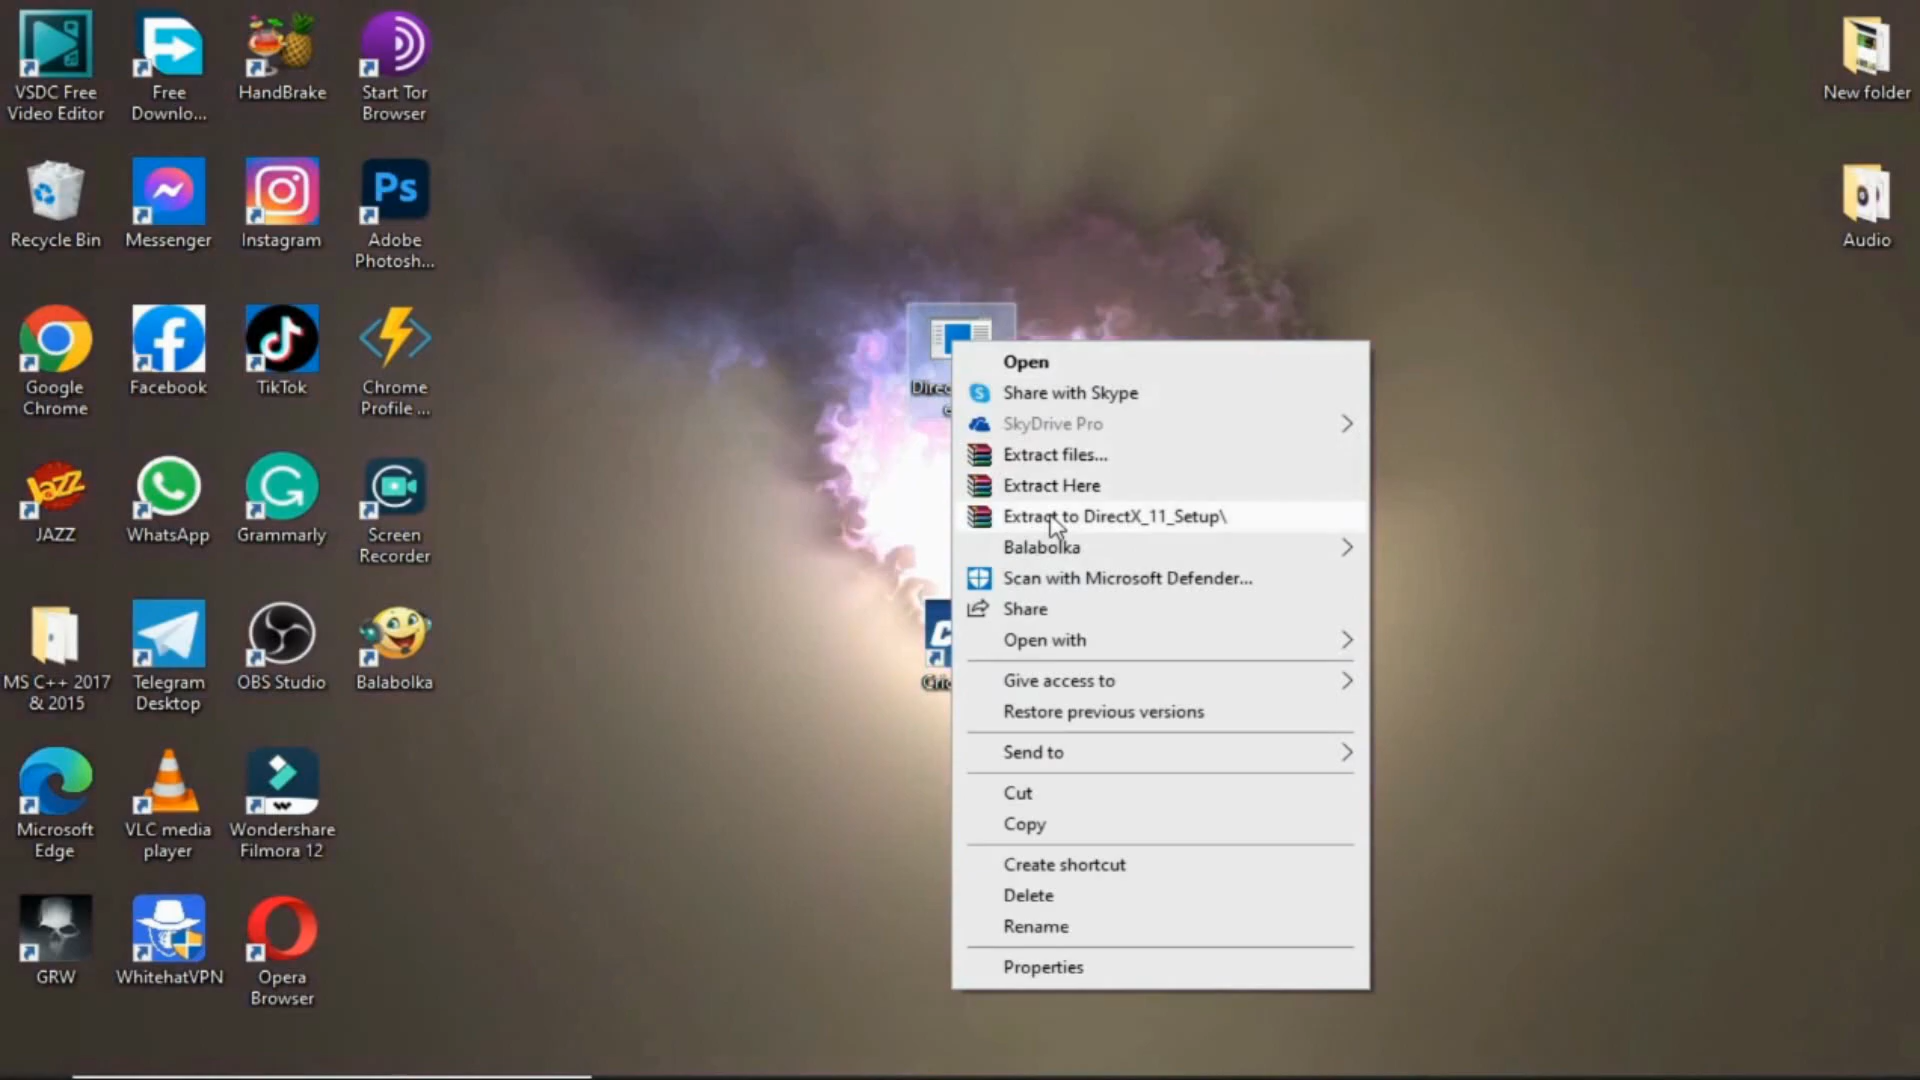 VSDC Free
Video Editor
Free
Downlo...
HandBrake
Start Tor
Browser
New folder
Recycle Bin
Messenger
Instagram
Ps
Adobe
Photosh...
Audio
Google
Chrome
Facebook
TikTok
Chrome
Profile ...
Direc
Jazz
JAZZ
WhatsApp
Grammarly
Screen
Recorder
MS C++ 2017
& 2015
Telegram
Desktop
OBS Studio
Balabolka
Cric
Microsoft
Edge
VLC media
player
Wondershare
Filmora 12
GRW
WhitehatVPN
Opera
Browser
Open
Share with Skype
SkyDrive Pro
Extract files...
Extract Here
Extract to DirectX_11_Setup\
Balabolka
Scan with Microsoft Defender...
Share
Open with
Give access to
Restore previous versions
Send to
Cut
Copy
Create shortcut
Delete
Rename
Properties